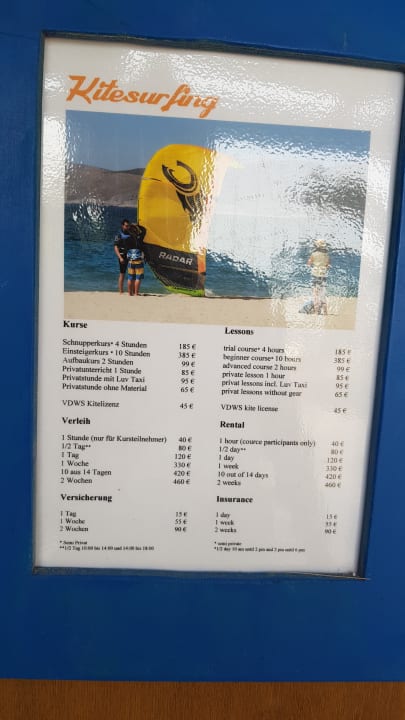 Kitesurfing
RADAR
Kurse
Schnupperkurs* 4 Stunden 185 €
Einsteigerkurs * 10 Stunden 385 €
Aufbaukurs 2 Stunden 99 €
Privatunterricht 1 Stunde 85 €
Privatstunde mit Luv Taxi 95 €
Privatstunde ohne Material 65 €
VDWS Kitelizenz 45 €
Verleih
1 Stunde (nur für Kursteilnehmer) 40 €
1/2 Tag** 80 €
1 Tag 120 €
1 Woche 330 €
10 aus 14 Tagen 420 €
2 Wochen 460 €
Versicherung
1 Tag 15 €
1 Woche 55 €
2 Wochen 90 €
* Semi Privat
**1/2 Tag 10:00 bis 14:00 und 14:00 bis 18:00
Lessons
trial course* 4 hours 185 €
beginner course* 10 hours 385 €
advanced course 2 hours 99 €
private lesson 1 hour 85 €
privat lessons incl. Luv Taxi 95 €
privat lessons without gear 65 €
VDWS kite license 45 €
Rental
1 hour (cource participants only) 40 €
1/2 day** 80 €
1 day 120 €
1 week 330 €
10 out of 14 days 420 €
2 weeks 460 €
Insurance
1 day 15 €
1 week 55 €
2 weeks 90 €
* semi private
*1/2 day 10 am until 2 pm and 2 pm until 6 pm